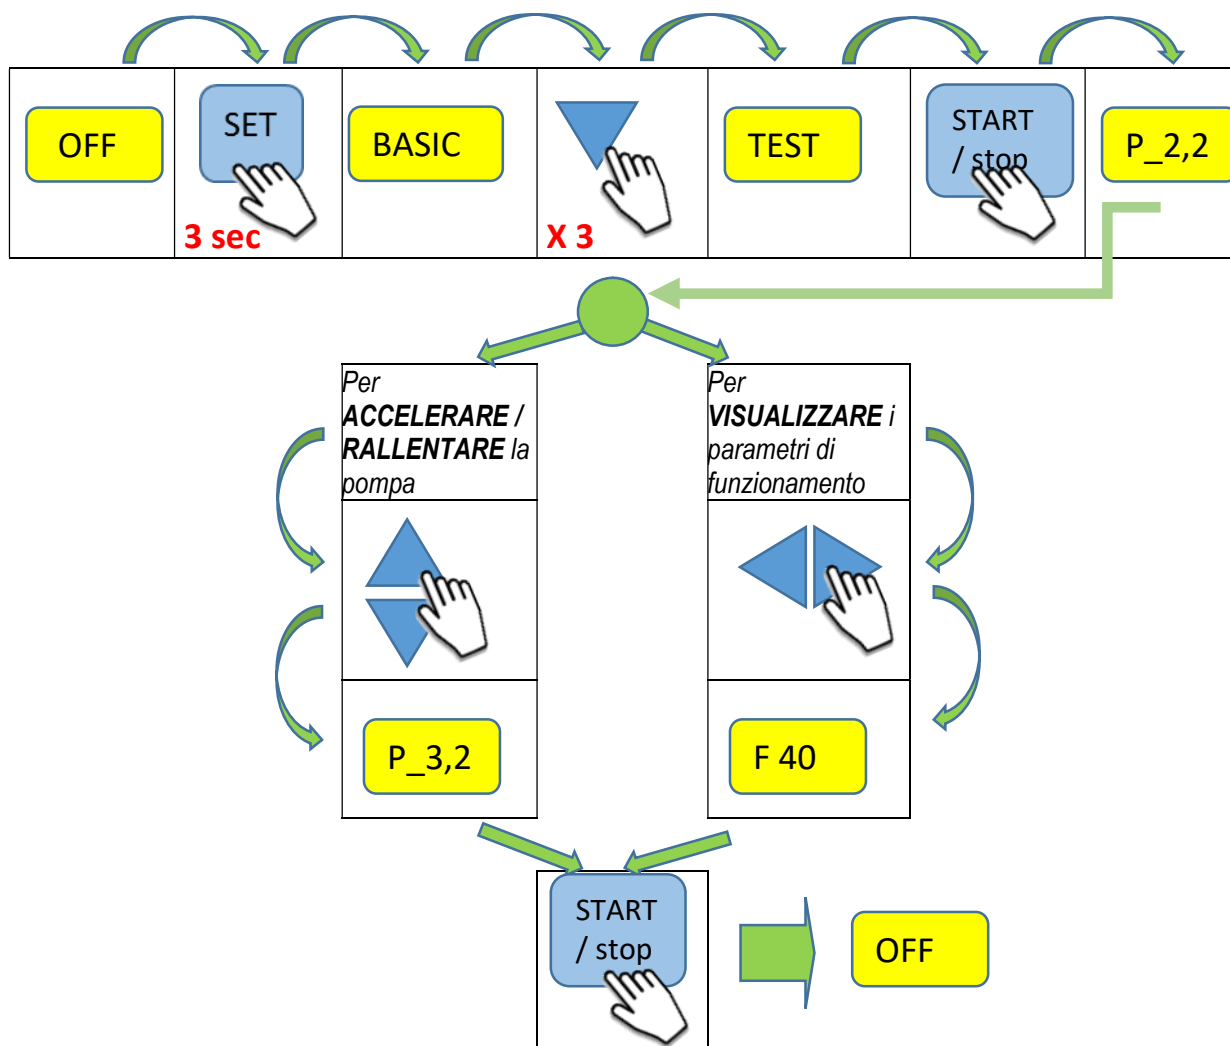 OFF
SET
3 sec
BASIC
X 3
TEST
START
/ stop
P_2,2
Per
ACCELERARE /
RALLENTARE la
pompa
Per
VISUALIZZARE i
parametri di
funzionamento
P_3,2
F 40
START
/ stop
OFF